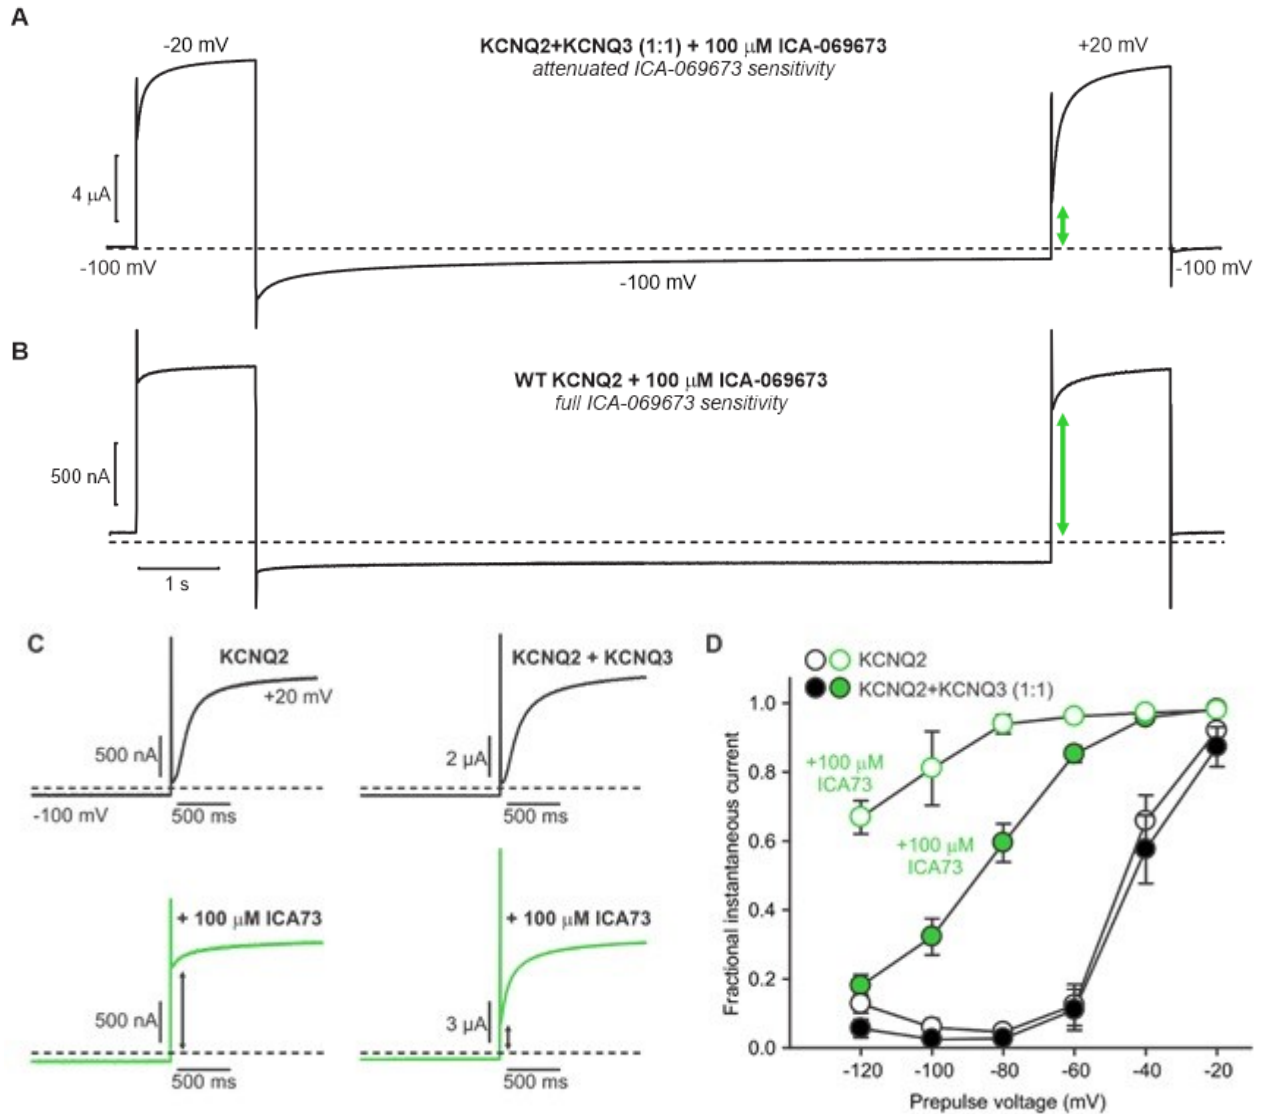 A
-20 mV
KCNQ2+KCNQ3 (1:1) + 100 μM ICA-069673
attenuated ICA-069673 sensitivity
+20 mV
4 μA
-100 mV
-100 mV
-100 mV
B
WT KCNQ2 + 100 μM ICA-069673
full ICA-069673 sensitivity
500 nA
1 s
C
KCNQ2
+20 mV
500 nA
-100 mV
500 ms
KCNQ2 + KCNQ3
2 μA
500 ms
+ 100 μM ICA73
500 nA
500 ms
+ 100 μM ICA73
3 μA
500 ms
D
KCNQ2
KCNQ2+KCNQ3 (1:1)
+100 μM
ICA73
+100 μM
ICA73
Fractional instantaneous current
1.0
0.8
0.6
0.4
0.2
0.0
-120
-100
-80
-60
-40
-20
Prepulse voltage (mV)